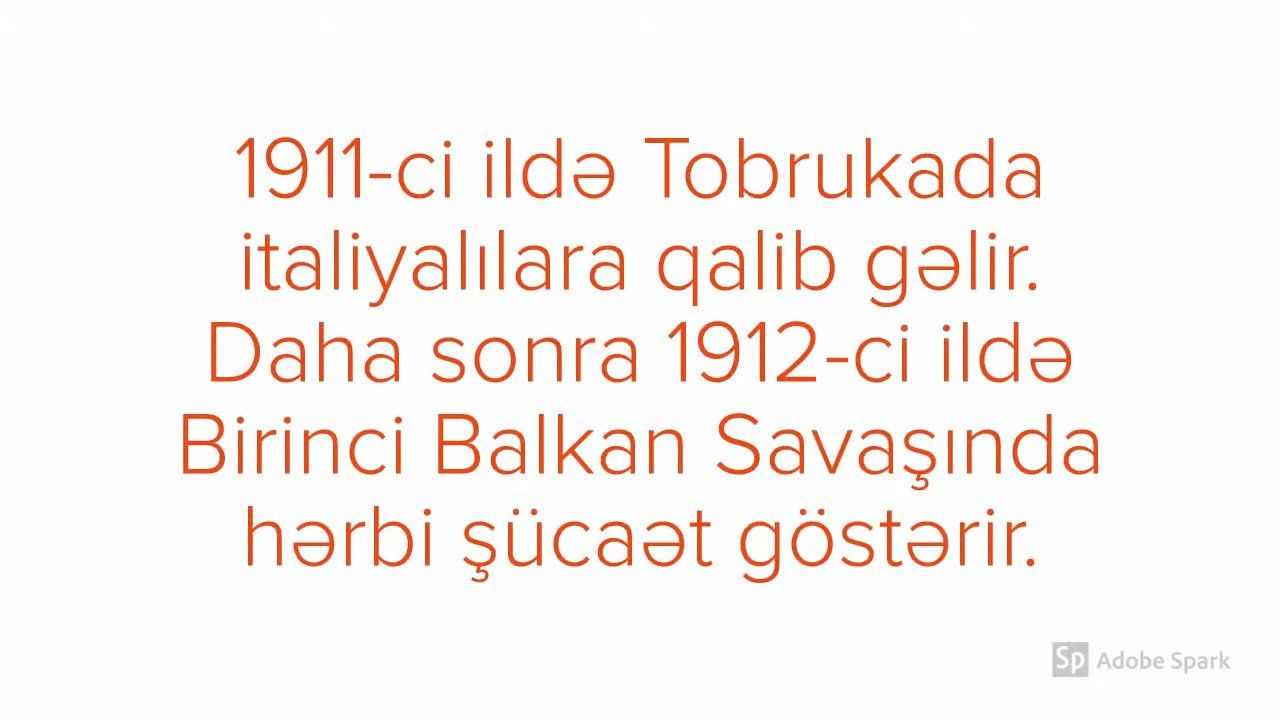 1911-ci ildə Tobrukada
italiyalılara qalib gəlir.
Daha sonra 1912-ci ildə
Birinci Balkan Savaşında
hərbi şücaət göstərir.
Sp Adobe Spark